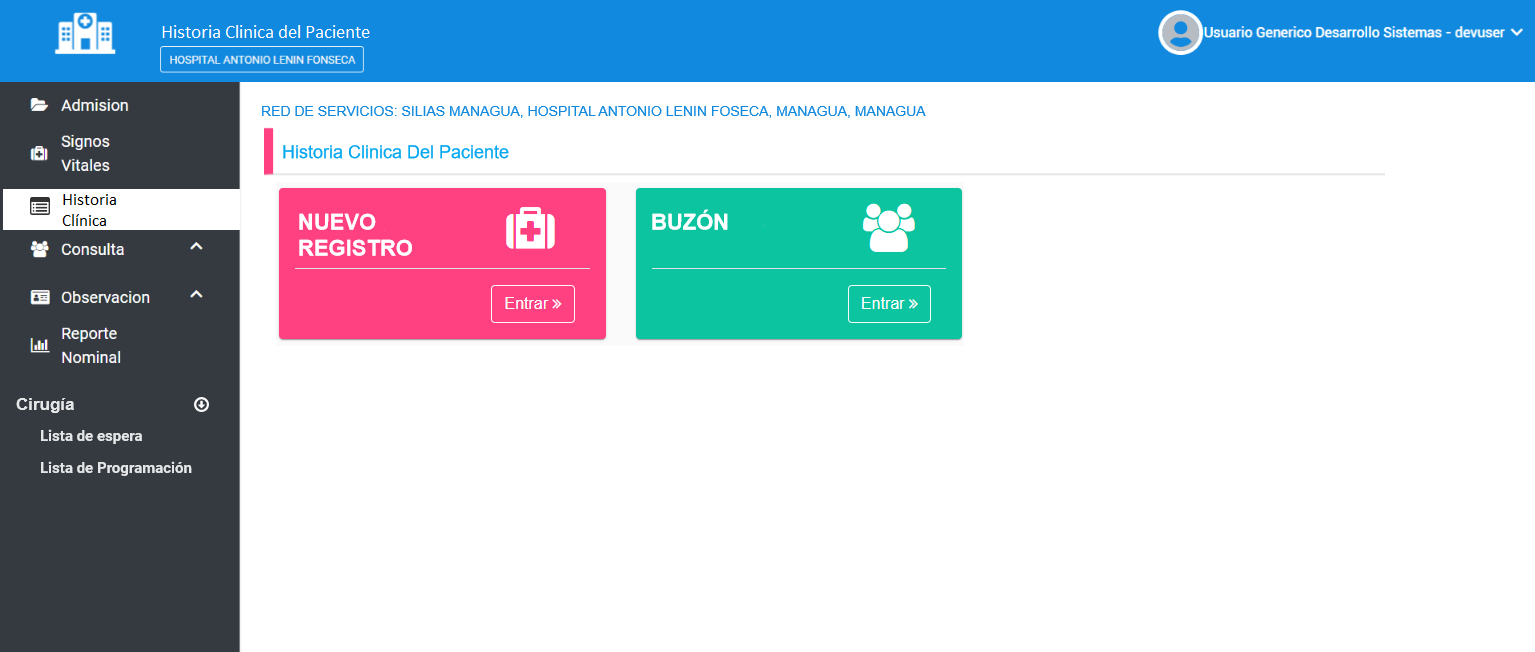 Historia Clinica del Paciente
HOSPITAL ANTONIO LENIN FONSECA
Usuario Generico Desarrollo Sistemas - devuser
Admision
Signos
Vitales
Historia
Clínica
Consulta
Observacion
Reporte
Nominal
Cirugía
Lista de espera
Lista de Programación
RED DE SERVICIOS: SILIAS MANAGUA, HOSPITAL ANTONIO LENIN FOSECA, MANAGUA, MANAGUA
Historia Clinica Del Paciente
NUEVO
REGISTRO
Entrar »
BUZÓN
Entrar »